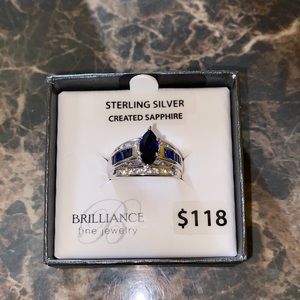 STERLING SILVER
CREATED SAPPHIRE
BRILLIANCE
fine jewelry
$118